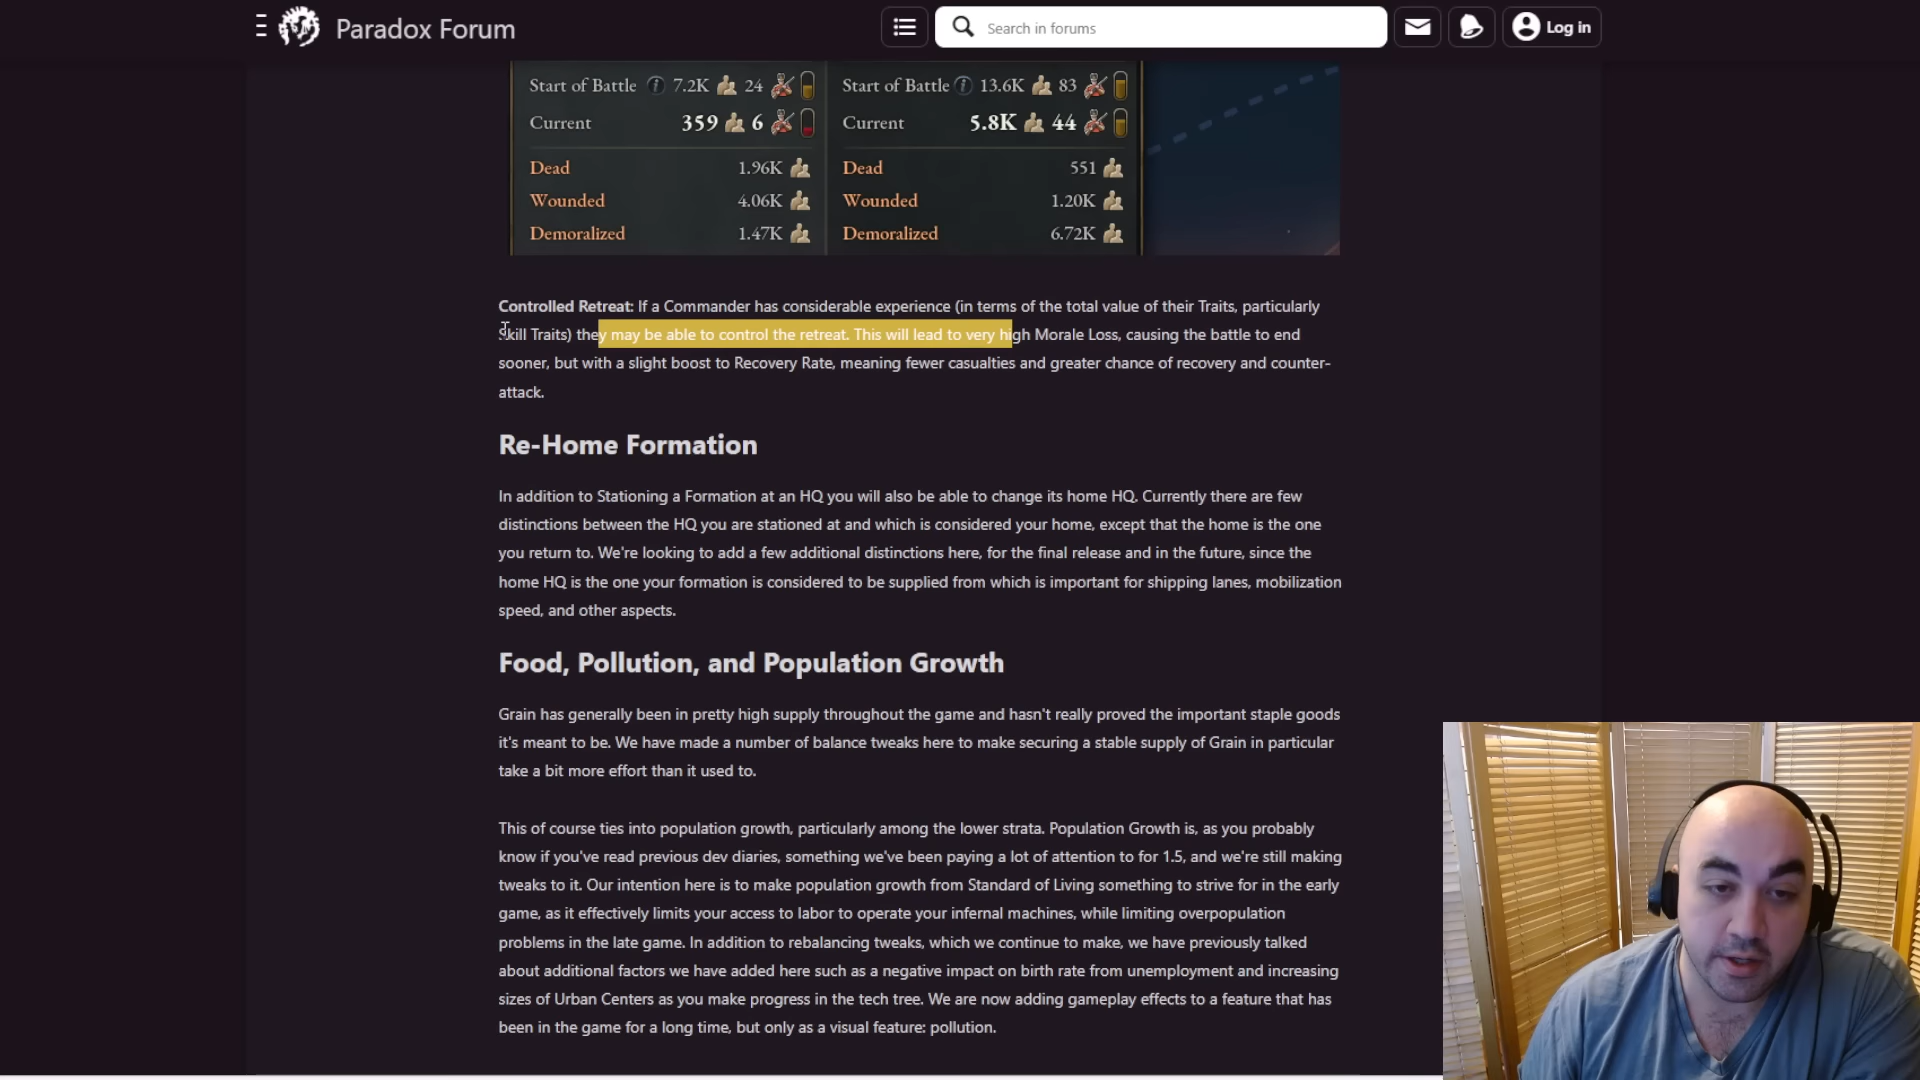 Paradox Forum
Search in forums
Log in
Start of Battle 7.2K 24 Start of Battle 13.6K 83
Current 359 6 Current 5.8K 44
Dead 1.96K Dead 551
Wounded 4.06K Wounded 1.20K
Demoralized 1.47K Demoralized 6.72K
Controlled Retreat: If a Commander has considerable experience (in terms of the total value of their Traits, particularly
Skill Traits) they may be able to control the retreat. This will lead to very high Morale Loss, causing the battle to end
sooner, but with a slight boost to Recovery Rate, meaning fewer casualties and greater chance of recovery and counter-
attack.
Re-Home Formation
In addition to Stationing a Formation at an HQ you will also be able to change its home HQ. Currently there are few
distinctions between the HQ you are stationed at and which is considered your home, except that the home is the one
you return to. We're looking to add a few additional distinctions here, for the final release and in the future, since the
home HQ is the one your formation is considered to be supplied from which is important for shipping lanes, mobilization
speed, and other aspects.
Food, Pollution, and Population Growth
Grain has generally been in pretty high supply throughout the game and hasn't really proved the important staple goods
it's meant to be. We have made a number of balance tweaks here to make securing a stable supply of Grain in particular
take a bit more effort than it used to.
This of course ties into population growth, particularly among the lower strata. Population Growth is, as you probably
know if you've read previous dev diaries, something we've been paying a lot of attention to for 1.5, and we're still making
tweaks to it. Our intention here is to make population growth from Standard of Living something to strive for in the early
game, as it effectively limits your access to labor to operate your infernal machines, while limiting overpopulation
problems in the late game. In addition to rebalancing tweaks, which we continue to make, we have previously talked
about additional factors we have added here such as a negative impact on birth rate from unemployment and increasing
sizes of Urban Centers as you make progress in the tech tree. We are now adding gameplay effects to a feature that has
been in the game for a long time, but only as a visual feature: pollution.